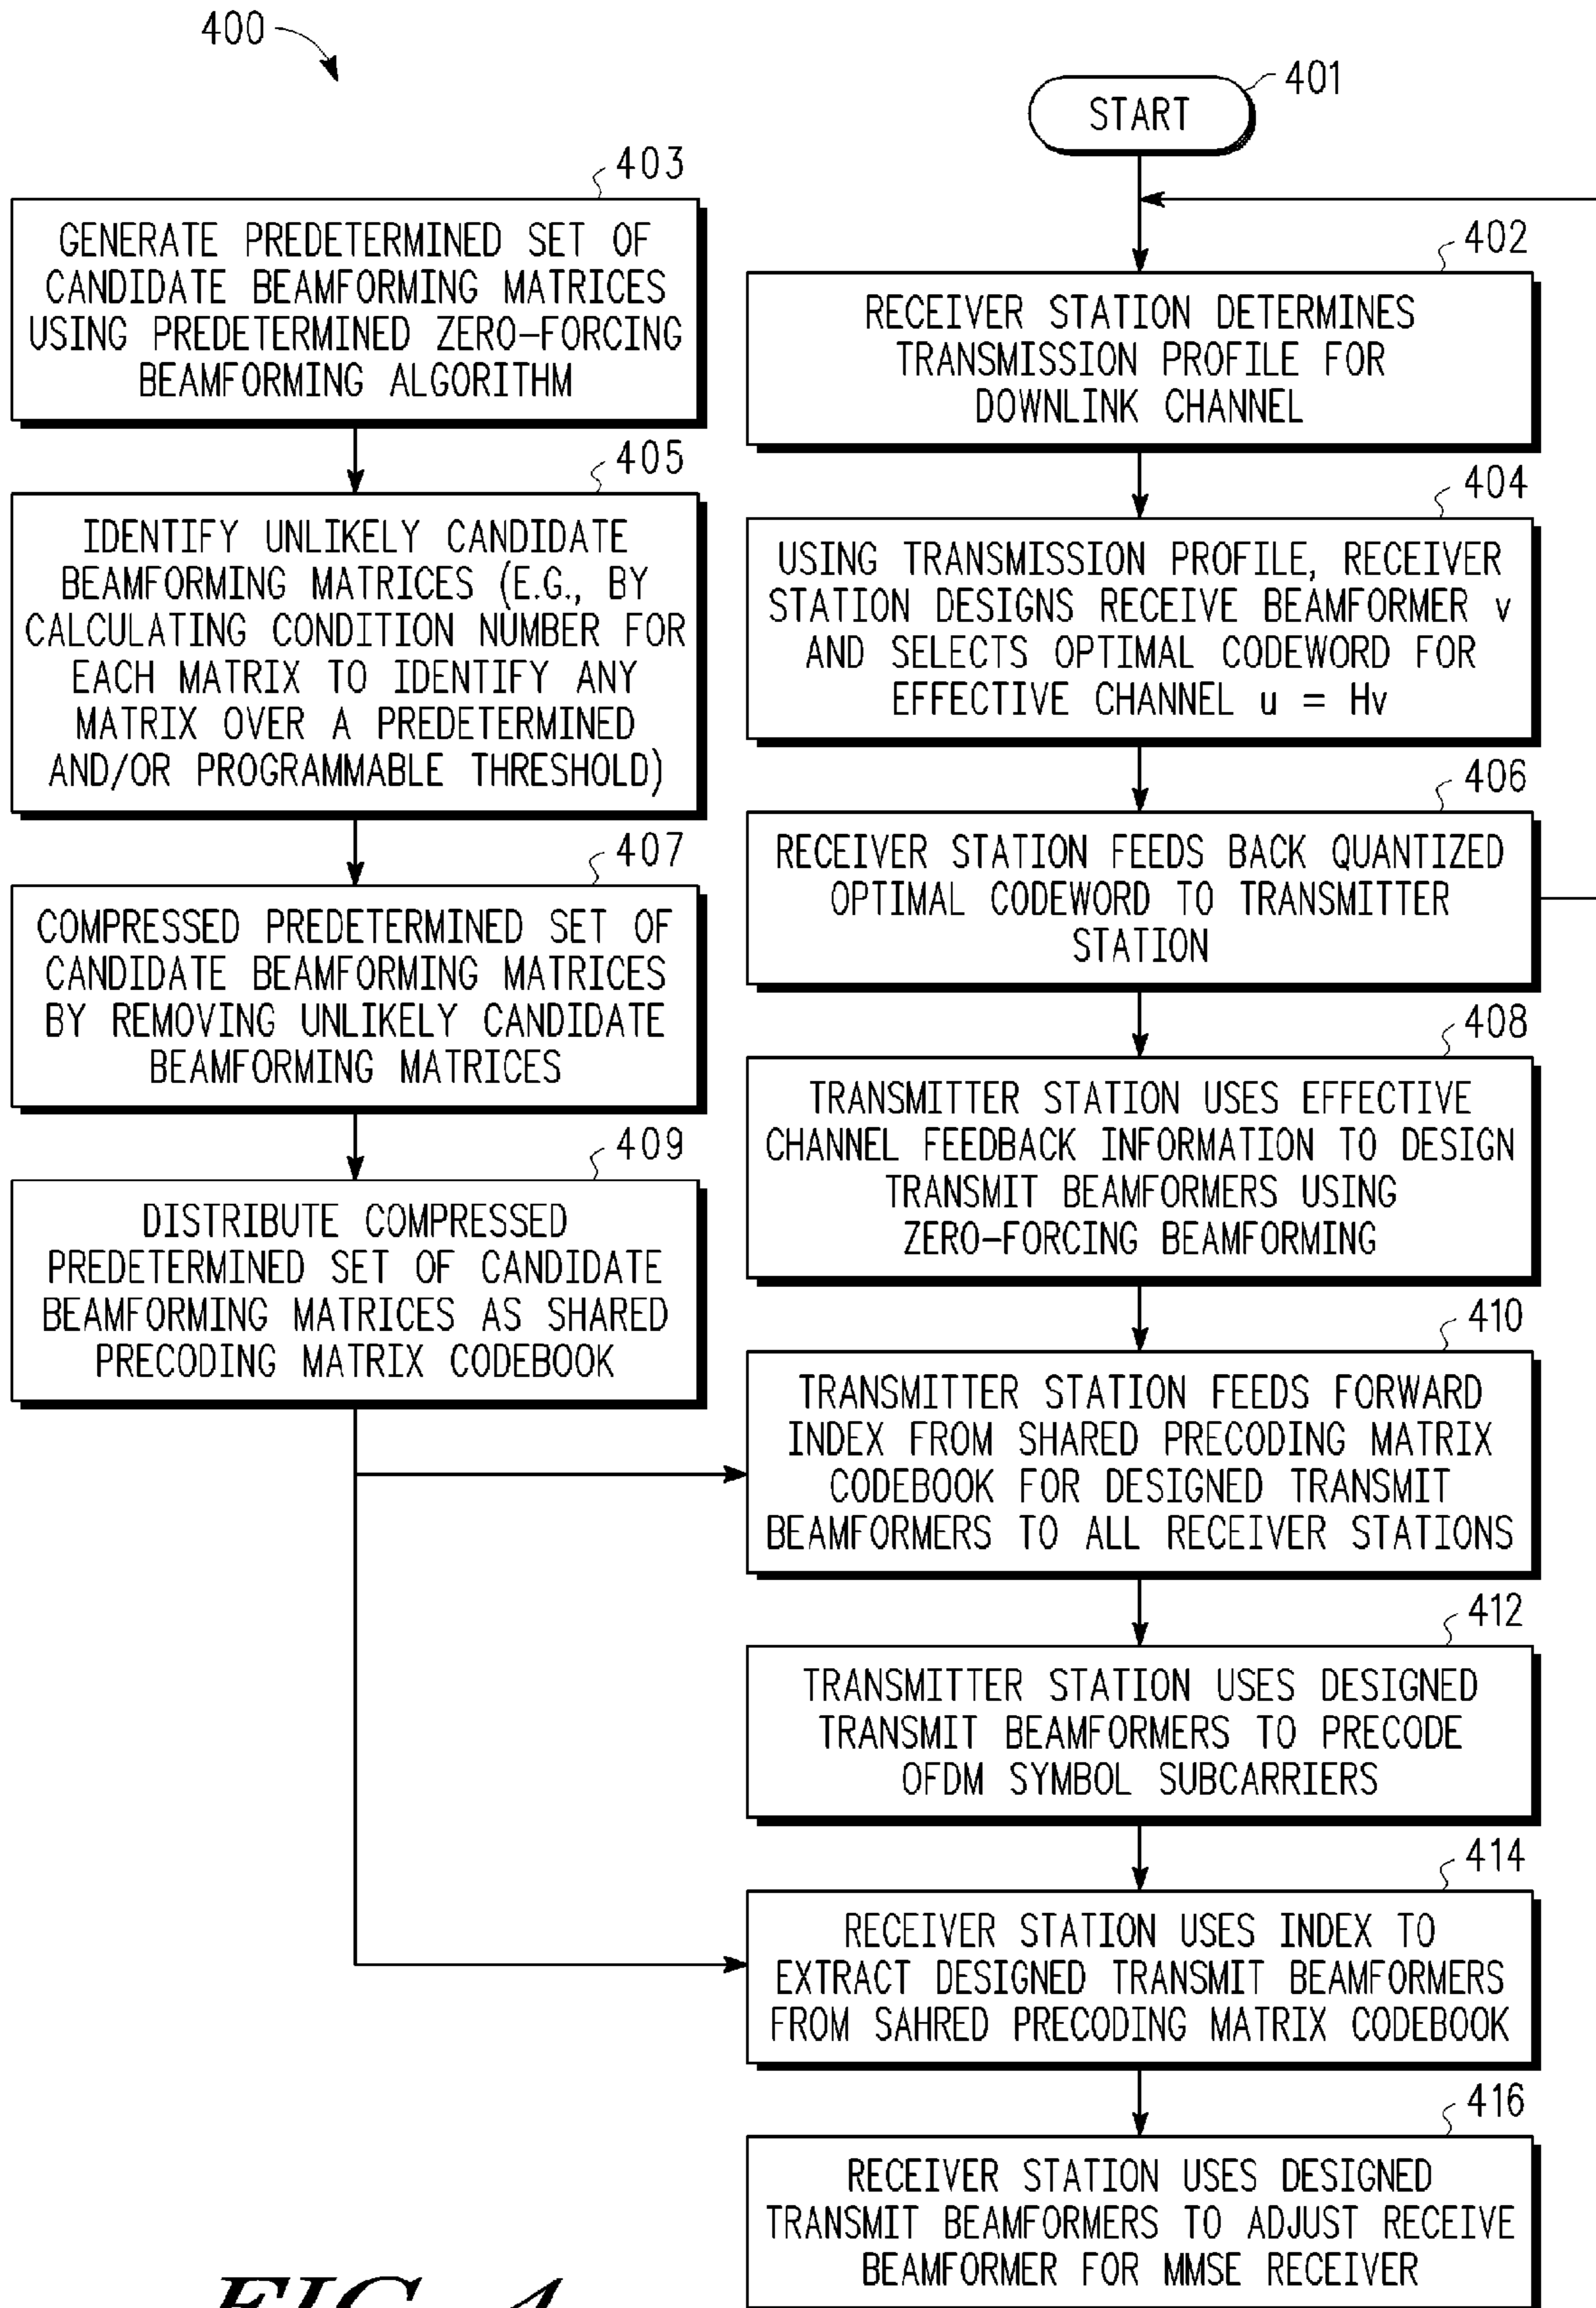 400
401
START
403
GENERATE PREDETERMINED SET OF
CANDIDATE BEAMFORMING MATRICES
USING PREDETERMINED ZERO-FORCING
BEAMFORMING ALGORITHM
405
IDENTIFY UNLIKELY CANDIDATE
BEAMFORMING MATRICES (E.G., BY
CALCULATING CONDITION NUMBER FOR
EACH MATRIX TO IDENTIFY ANY
MATRIX OVER A PREDETERMINED
AND/OR PROGRAMMABLE THRESHOLD)
407
COMPRESSED PREDETERMINED SET OF
CANDIDATE BEAMFORMING MATRICES
BY REMOVING UNLIKELY CANDIDATE
BEAMFORMING MATRICES
409
DISTRIBUTE COMPRESSED
PREDETERMINED SET OF CANDIDATE
BEAMFORMING MATRICES AS SHARED
PRECODING MATRIX CODEBOOK
402
RECEIVER STATION DETERMINES
TRANSMISSION PROFILE FOR
DOWNLINK CHANNEL
404
USING TRANSMISSION PROFILE, RECEIVER
STATION DESIGNS RECEIVE BEAMFORMER v
AND SELECTS OPTIMAL CODEWORD FOR
EFFECTIVE CHANNEL u = Hv
406
RECEIVER STATION FEEDS BACK QUANTIZED
OPTIMAL CODEWORD TO TRANSMITTER
STATION
408
TRANSMITTER STATION USES EFFECTIVE
CHANNEL FEEDBACK INFORMATION TO DESIGN
TRANSMIT BEAMFORMERS USING
ZERO-FORCING BEAMFORMING
410
TRANSMITTER STATION FEEDS FORWARD
INDEX FROM SHARED PRECODING MATRIX
CODEBOOK FOR DESIGNED TRANSMIT
BEAMFORMERS TO ALL RECEIVER STATIONS
412
TRANSMITTER STATION USES DESIGNED
TRANSMIT BEAMFORMERS TO PRECODE
OFDM SYMBOL SUBCARRIERS
414
RECEIVER STATION USES INDEX TO
EXTRACT DESIGNED TRANSMIT BEAMFORMERS
FROM SAHRED PRECODING MATRIX CODEBOOK
416
RECEIVER STATION USES DESIGNED
TRANSMIT BEAMFORMERS TO ADJUST RECEIVE
BEAMFORMER FOR MMSE RECEIVER
FIG. 4